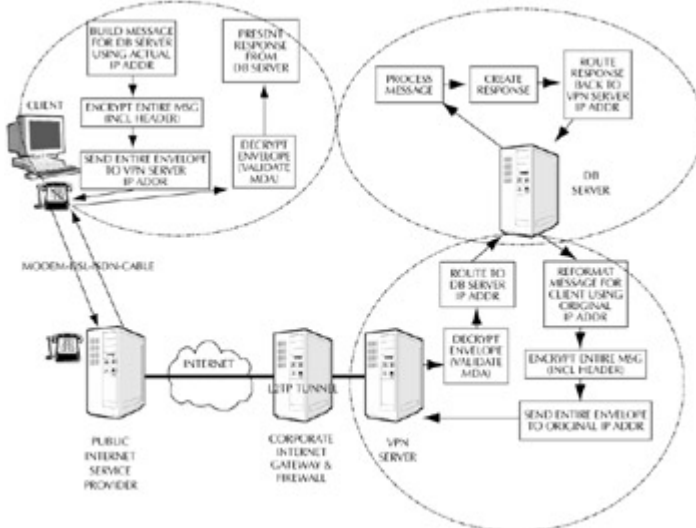 BUILD MESSAGE
FOR DB SERVER
USING ACTUAL
IP ADDR
PRESENT
RESPONSE
FROM
DB SERVER
CLIENT
ENCRYPT ENTIRE MSG
(INCL HEADER)
SEND ENTIRE ENVELOPE
TO VPN SERVER
IP ADDR
DECRYPT
ENVELOPE
(VALIDATE
MDA)
PROCESS
MESSAGE
CREATE
RESPONSE
ROUTE
RESPONSE
BACK TO
VPN SERVER
IP ADDR
DB
SERVER
MODEM-DSL-ISDN-CABLE
ROUTE TO
DB SERVER
IP ADDR
REFORMAT
MESSAGE FOR
CLIENT USING
ORIGINAL
IP ADDR
DECRYPT
ENVELOPE
(VALIDATE
MDA)
ENCRYPT ENTIRE MSG
(INCL HEADER)
SEND ENTIRE ENVELOPE
TO ORIGINAL IP ADDR
INTERNET
L2TP TUNNEL
PUBLIC
INTERNET
SERVICE
PROVIDER
CORPORATE
INTERNET
GATEWAY &
FIREWALL
VPN
SERVER